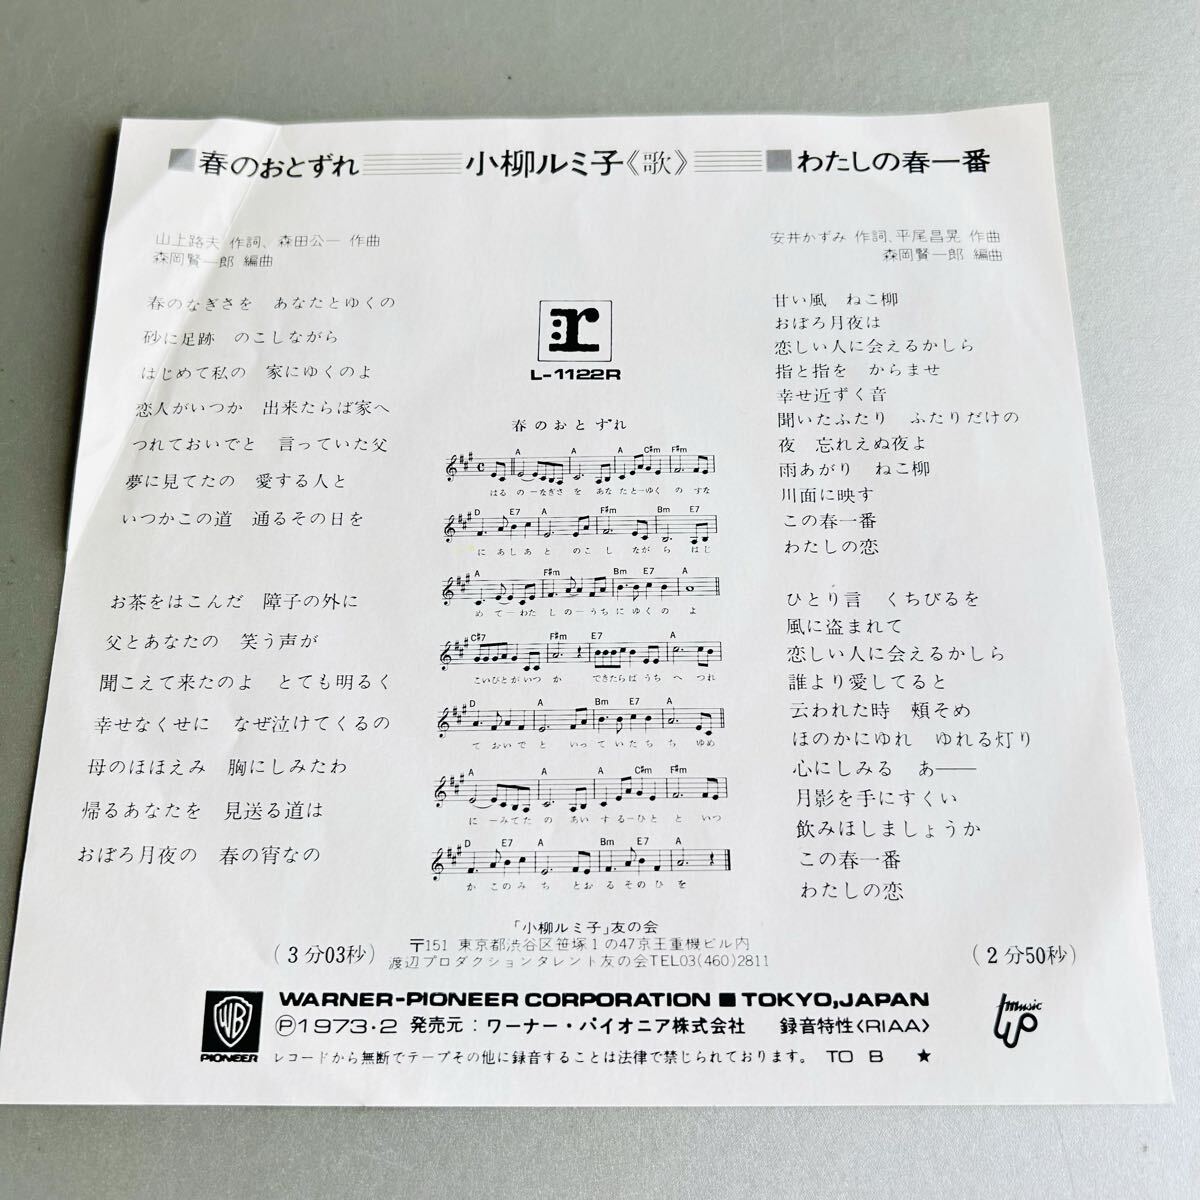 春のおとずれ 小柳ルミ子《歌》 わたしの春一番
山上路夫 作詞、森田公一 作曲
森岡賢一郎 編曲
春のなぎさを あなたとゆくの
砂に足跡 のこしながら
はじめて私の 家にゆくのよ
恋人がいつか 出来たらば家へ
つれておいでと 言っていた父
夢に見てたの 愛する人と
いつかこの道 通るその日を
お茶をはこんだ 障子の外に
父とあなたの 笑う声が
聞こえて来たのよ とても明るく
幸せなくせに なぜ泣けてくるの
母のほほえみ 胸にしみたわ
帰るあなたを 見送る道は
おぼろ月夜の 春の宵なの
(3分03秒)
r
L-1122R
春のおとずれ
A A A C#m F#m
はるの一なぎさを あなたと一ゆくの すな
D E7 A F#m E Bm E7
にあしあと のこし ながら はじ
A F#m Bm E7 A
めて一わたしの一うちにゆくのよ
C#7 F#m E7 A
こいびとがいつか できたらばうちへ つれ
D E7 A Bm E7 A
ておいでと いっていたちち ゆめ
A A A C#m F#m
に一みてたの あいする一ひとと いつ
D E7 A Bm E7 A
かこのみち とおるそのひを
「小柳ルミ子」友の会
〒151 東京都渋谷区笹塚1の47京王重機ビル内
渡辺プロダクションタレント友の会TEL03(460)2811
安井かずみ 作詞、平尾昌晃 作曲
森岡賢一郎 編曲
甘い風 ねこ柳
おぼろ月夜は
恋しい人に会えるかしら
指と指を からませ
幸せ近ずく音
聞いたふたり ふたりだけの
夜 忘れえぬ夜よ
雨あがり ねこ柳
川面に映す
この春一番
わたしの恋
ひとり言 くちびるを
風に盗まれて
恋しい人に会えるかしら
誰より愛してると
云われた時 頬そめ
ほのかにゆれ ゆれる灯り
心にしみる あ――
月影を手にすくい
飲みほしましょうか
この春一番
わたしの恋
(2分50秒)
WB
PIONEER
WARNER-PIONEER CORPORATION ■ TOKYO, JAPAN
Ⓟ1973・2 発売元:ワーナー・パイオニア株式会社 録音特性〈RIAA〉
レコードから無断でテープその他に録音することは法律で禁じられております。 TO B ★
music up